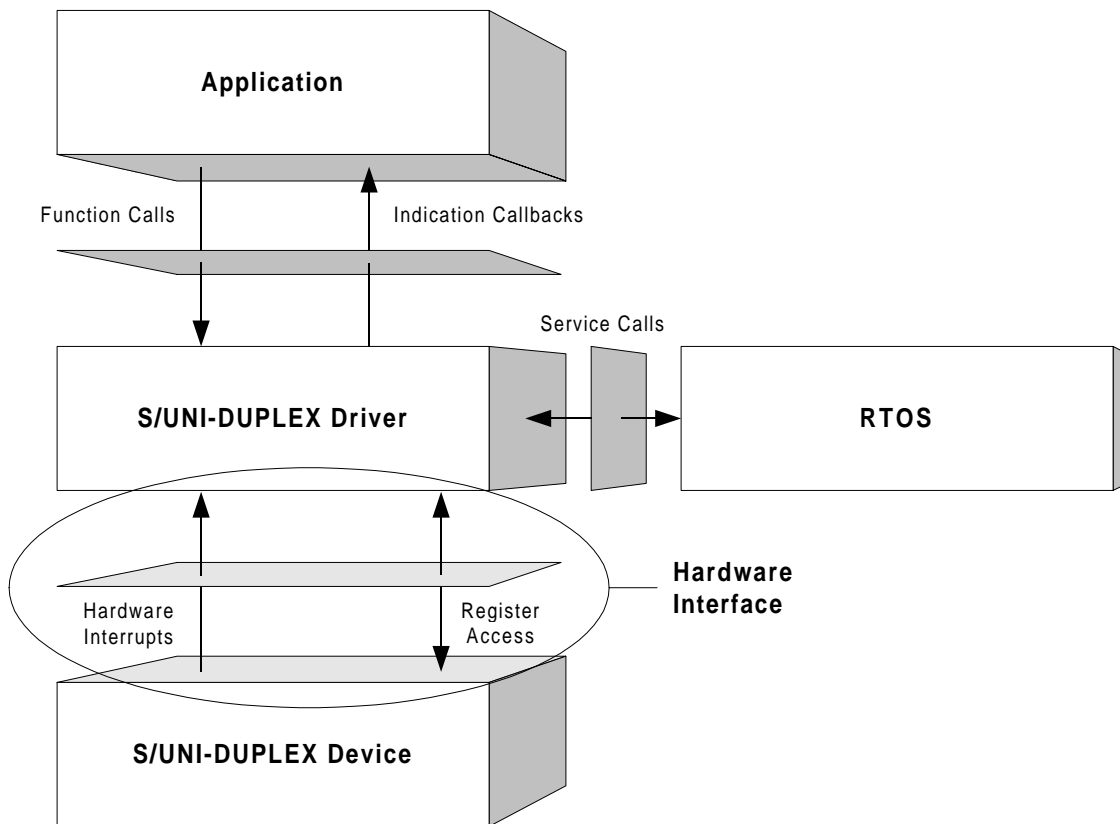 Application
Function Calls
Indication Callbacks
Service Calls
S/UNI-DUPLEX Driver
RTOS
Hardware
Interface
Hardware
Interrupts
Register
Access
S/UNI-DUPLEX Device